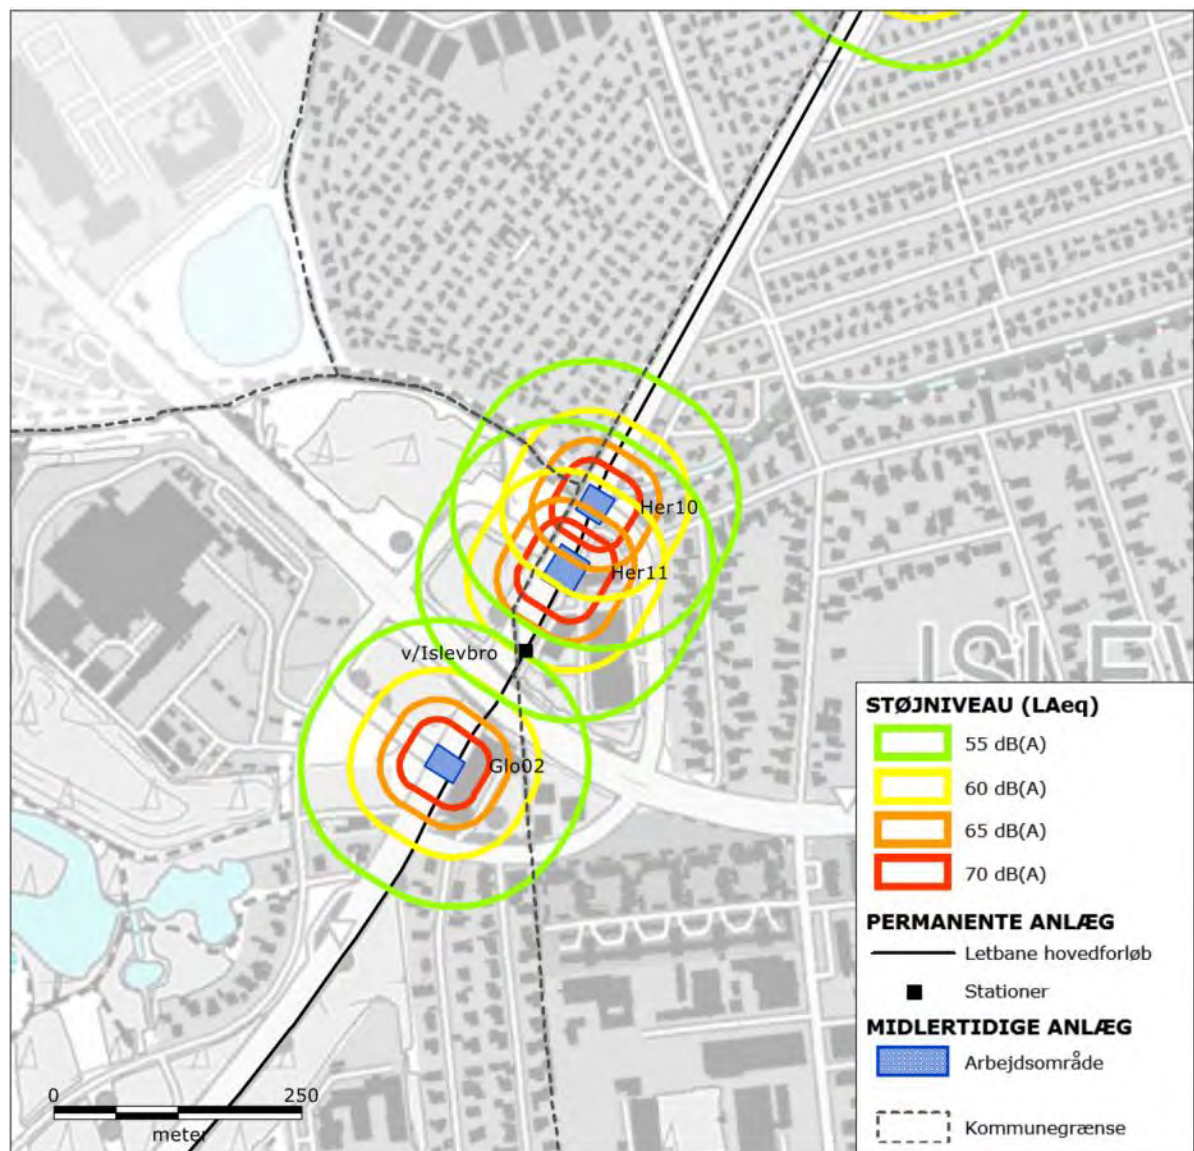 Her10
Her11
v/Islevbro
Glo02
ISLEV
STØJNIVEAU (LAeq)
55 dB(A)
60 dB(A)
65 dB(A)
70 dB(A)
PERMANENTE ANLÆG
Letbane hovedforløb
Stationer
MIDLERTIDIGE ANLÆG
Arbejdsområde
Kommunegrænse
0 250
meter